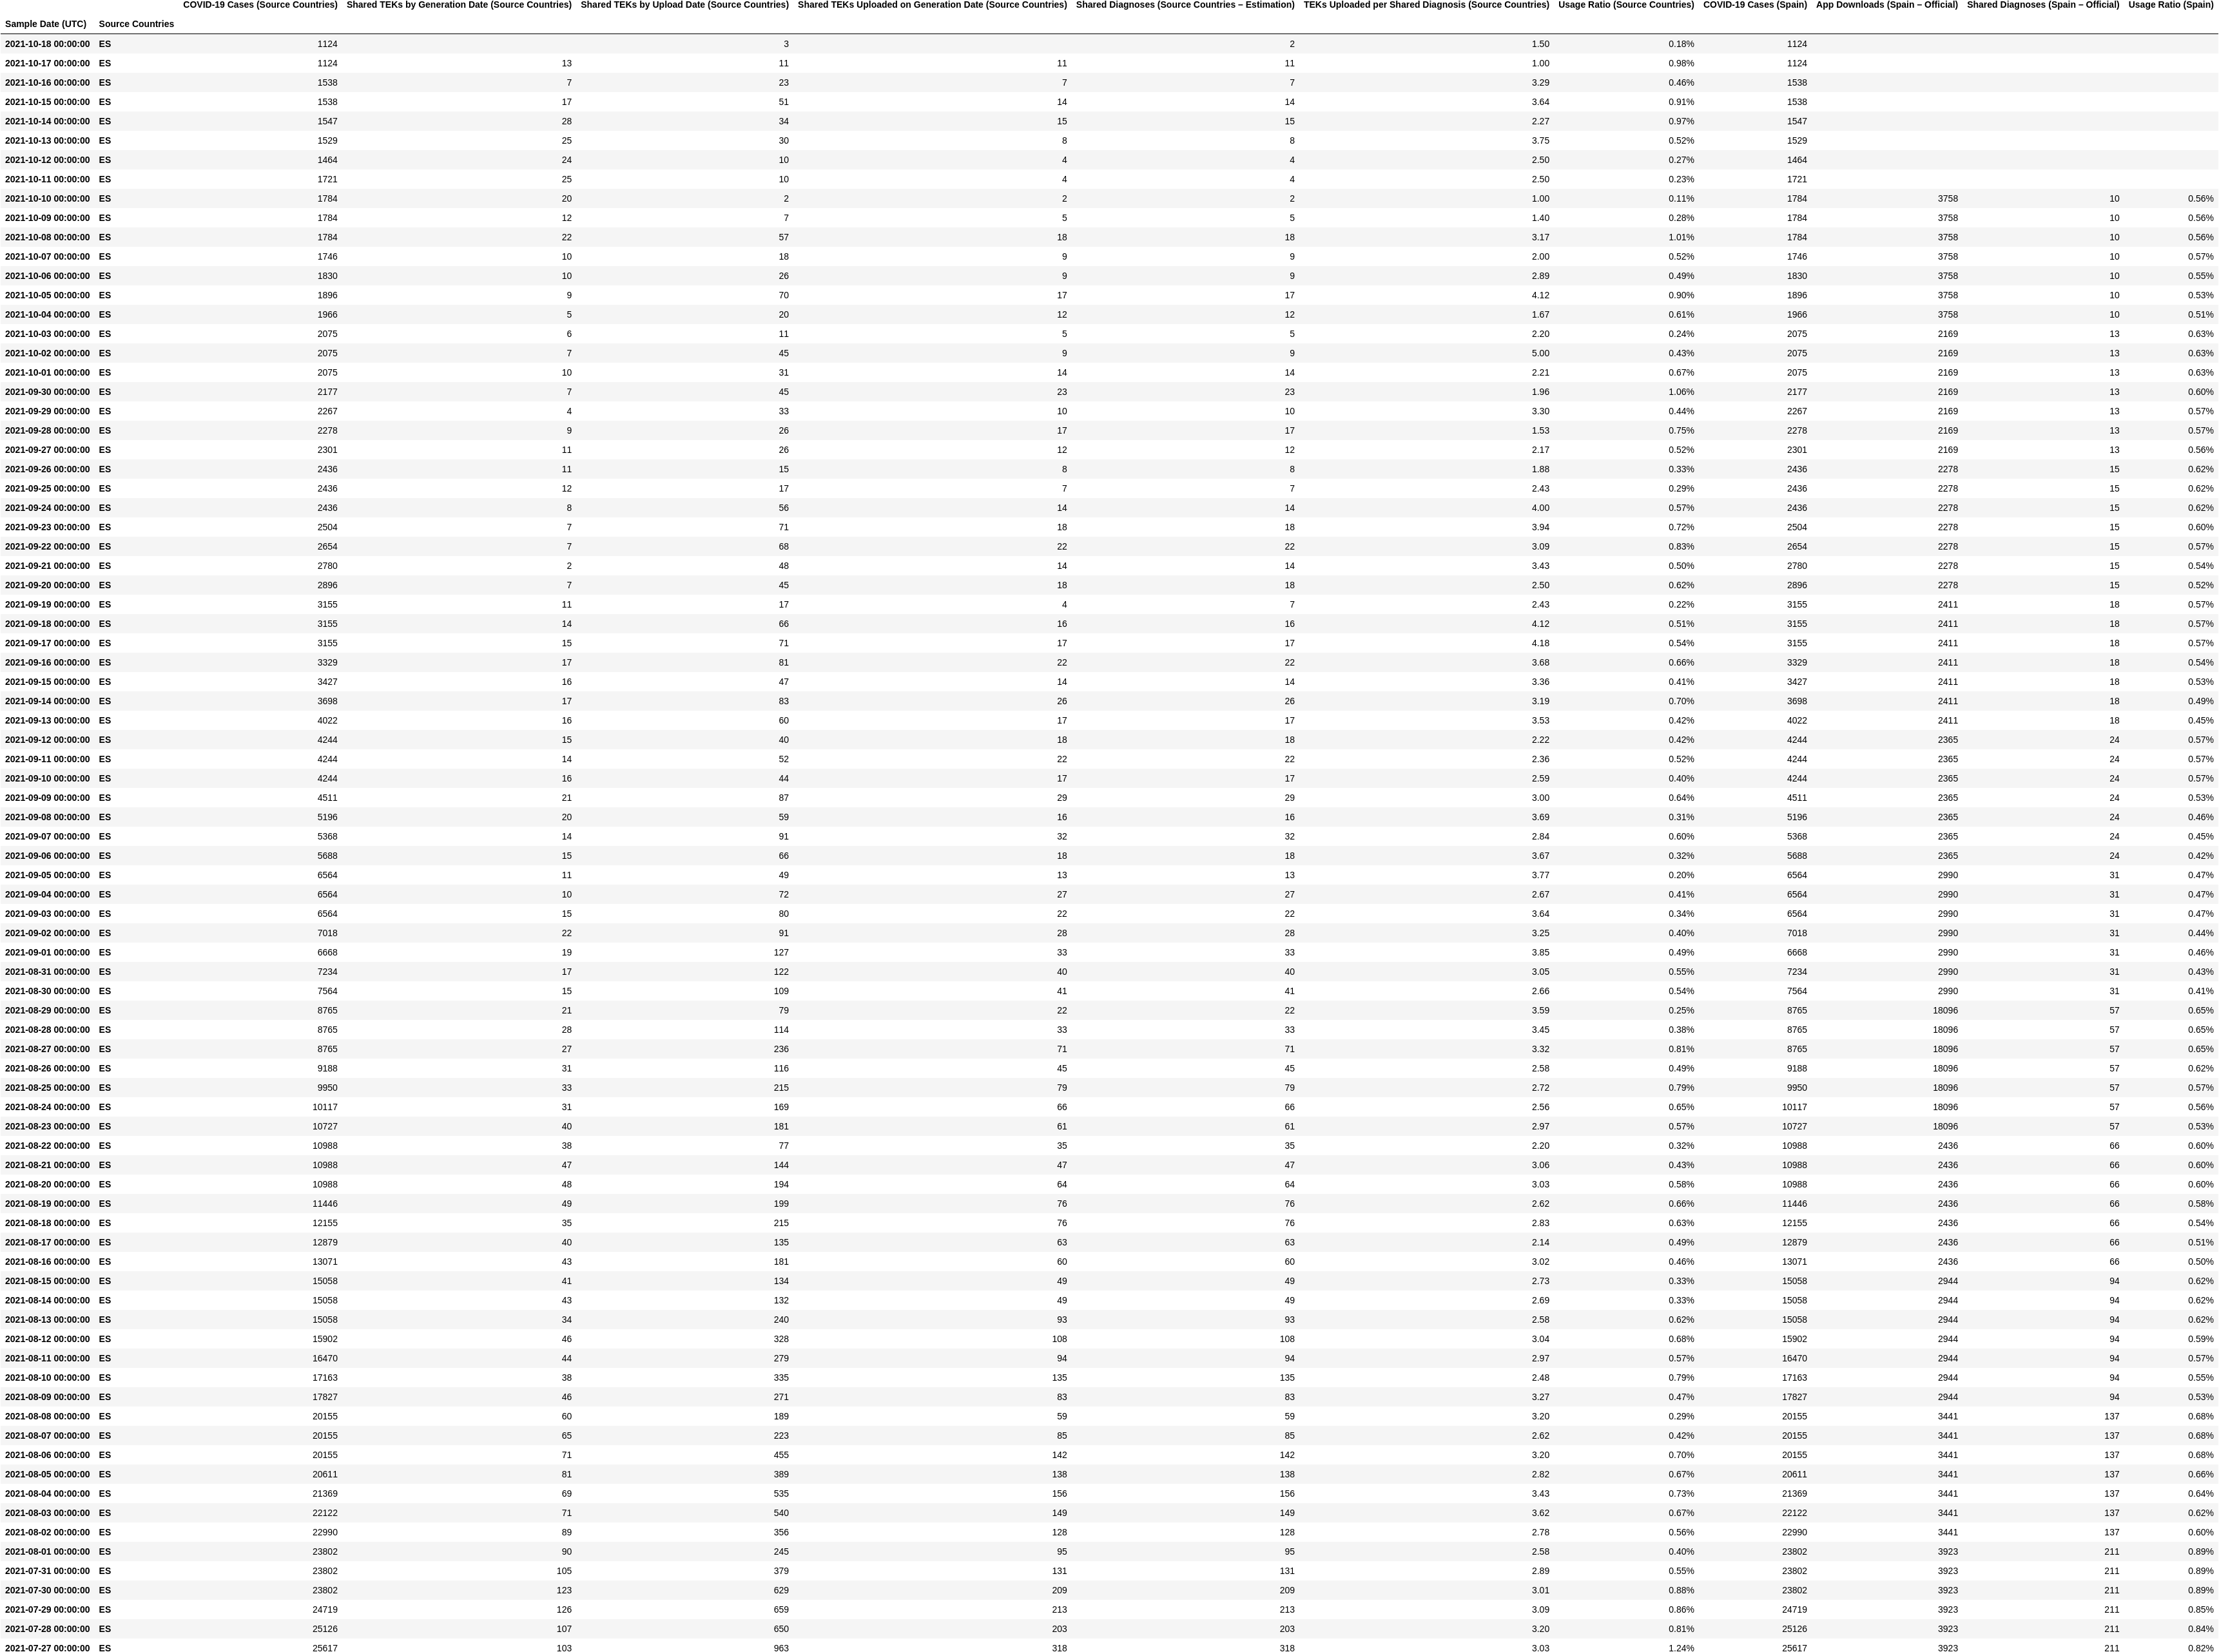 COVID-19 Cases (Source Countries) Shared TEKs by Generation Date (Source Countries) Shared TEKs by Upload Date (Source Countries) Shared TEKs Uploaded on Generation Date (Source Countries) Shared Diagnoses (Source Countries – Estimation) TEKs Uploaded per Shared Diagnosis (Source Countries) Usage Ratio (Source Countries) COVID-19 Cases (Spain) App Downloads (Spain – Official) Shared Diagnoses (Spain – Official) Usage Ratio (Spain)
Sample Date (UTC) Source Countries
2021-10-18 00:00:00 ES 1124 3 2 1.50 0.18% 1124
2021-10-17 00:00:00 ES 1124 13 11 11 11 1.00 0.98% 1124
2021-10-16 00:00:00 ES 1538 7 23 7 7 3.29 0.46% 1538
2021-10-15 00:00:00 ES 1538 17 51 14 14 3.64 0.91% 1538
2021-10-14 00:00:00 ES 1547 28 34 15 15 2.27 0.97% 1547
2021-10-13 00:00:00 ES 1529 25 30 8 8 3.75 0.52% 1529
2021-10-12 00:00:00 ES 1464 24 10 4 4 2.50 0.27% 1464
2021-10-11 00:00:00 ES 1721 25 10 4 4 2.50 0.23% 1721
2021-10-10 00:00:00 ES 1784 20 2 2 2 1.00 0.11% 1784 3758 10 0.56%
2021-10-09 00:00:00 ES 1784 12 7 5 5 1.40 0.28% 1784 3758 10 0.56%
2021-10-08 00:00:00 ES 1784 22 57 18 18 3.17 1.01% 1784 3758 10 0.56%
2021-10-07 00:00:00 ES 1746 10 18 9 9 2.00 0.52% 1746 3758 10 0.57%
2021-10-06 00:00:00 ES 1830 10 26 9 9 2.89 0.49% 1830 3758 10 0.55%
2021-10-05 00:00:00 ES 1896 9 70 17 17 4.12 0.90% 1896 3758 10 0.53%
2021-10-04 00:00:00 ES 1966 5 20 12 12 1.67 0.61% 1966 3758 10 0.51%
2021-10-03 00:00:00 ES 2075 6 11 5 5 2.20 0.24% 2075 2169 13 0.63%
2021-10-02 00:00:00 ES 2075 7 45 9 9 5.00 0.43% 2075 2169 13 0.63%
2021-10-01 00:00:00 ES 2075 10 31 14 14 2.21 0.67% 2075 2169 13 0.63%
2021-09-30 00:00:00 ES 2177 7 45 23 23 1.96 1.06% 2177 2169 13 0.60%
2021-09-29 00:00:00 ES 2267 4 33 10 10 3.30 0.44% 2267 2169 13 0.57%
2021-09-28 00:00:00 ES 2278 9 26 17 17 1.53 0.75% 2278 2169 13 0.57%
2021-09-27 00:00:00 ES 2301 11 26 12 12 2.17 0.52% 2301 2169 13 0.56%
2021-09-26 00:00:00 ES 2436 11 15 8 8 1.88 0.33% 2436 2278 15 0.62%
2021-09-25 00:00:00 ES 2436 12 17 7 7 2.43 0.29% 2436 2278 15 0.62%
2021-09-24 00:00:00 ES 2436 8 56 14 14 4.00 0.57% 2436 2278 15 0.62%
2021-09-23 00:00:00 ES 2504 7 71 18 18 3.94 0.72% 2504 2278 15 0.60%
2021-09-22 00:00:00 ES 2654 7 68 22 22 3.09 0.83% 2654 2278 15 0.57%
2021-09-21 00:00:00 ES 2780 2 48 14 14 3.43 0.50% 2780 2278 15 0.54%
2021-09-20 00:00:00 ES 2896 7 45 18 18 2.50 0.62% 2896 2278 15 0.52%
2021-09-19 00:00:00 ES 3155 11 17 4 7 2.43 0.22% 3155 2411 18 0.57%
2021-09-18 00:00:00 ES 3155 14 66 16 16 4.12 0.51% 3155 2411 18 0.57%
2021-09-17 00:00:00 ES 3155 15 71 17 17 4.18 0.54% 3155 2411 18 0.57%
2021-09-16 00:00:00 ES 3329 17 81 22 22 3.68 0.66% 3329 2411 18 0.54%
2021-09-15 00:00:00 ES 3427 16 47 14 14 3.36 0.41% 3427 2411 18 0.53%
2021-09-14 00:00:00 ES 3698 17 83 26 26 3.19 0.70% 3698 2411 18 0.49%
2021-09-13 00:00:00 ES 4022 16 60 17 17 3.53 0.42% 4022 2411 18 0.45%
2021-09-12 00:00:00 ES 4244 15 40 18 18 2.22 0.42% 4244 2365 24 0.57%
2021-09-11 00:00:00 ES 4244 14 52 22 22 2.36 0.52% 4244 2365 24 0.57%
2021-09-10 00:00:00 ES 4244 16 44 17 17 2.59 0.40% 4244 2365 24 0.57%
2021-09-09 00:00:00 ES 4511 21 87 29 29 3.00 0.64% 4511 2365 24 0.53%
2021-09-08 00:00:00 ES 5196 20 59 16 16 3.69 0.31% 5196 2365 24 0.46%
2021-09-07 00:00:00 ES 5368 14 91 32 32 2.84 0.60% 5368 2365 24 0.45%
2021-09-06 00:00:00 ES 5688 15 66 18 18 3.67 0.32% 5688 2365 24 0.42%
2021-09-05 00:00:00 ES 6564 11 49 13 13 3.77 0.20% 6564 2990 31 0.47%
2021-09-04 00:00:00 ES 6564 10 72 27 27 2.67 0.41% 6564 2990 31 0.47%
2021-09-03 00:00:00 ES 6564 15 80 22 22 3.64 0.34% 6564 2990 31 0.47%
2021-09-02 00:00:00 ES 7018 22 91 28 28 3.25 0.40% 7018 2990 31 0.44%
2021-09-01 00:00:00 ES 6668 19 127 33 33 3.85 0.49% 6668 2990 31 0.46%
2021-08-31 00:00:00 ES 7234 17 122 40 40 3.05 0.55% 7234 2990 31 0.43%
2021-08-30 00:00:00 ES 7564 15 109 41 41 2.66 0.54% 7564 2990 31 0.41%
2021-08-29 00:00:00 ES 8765 21 79 22 22 3.59 0.25% 8765 18096 57 0.65%
2021-08-28 00:00:00 ES 8765 28 114 33 33 3.45 0.38% 8765 18096 57 0.65%
2021-08-27 00:00:00 ES 8765 27 236 71 71 3.32 0.81% 8765 18096 57 0.65%
2021-08-26 00:00:00 ES 9188 31 116 45 45 2.58 0.49% 9188 18096 57 0.62%
2021-08-25 00:00:00 ES 9950 33 215 79 79 2.72 0.79% 9950 18096 57 0.57%
2021-08-24 00:00:00 ES 10117 31 169 66 66 2.56 0.65% 10117 18096 57 0.56%
2021-08-23 00:00:00 ES 10727 40 181 61 61 2.97 0.57% 10727 18096 57 0.53%
2021-08-22 00:00:00 ES 10988 38 77 35 35 2.20 0.32% 10988 2436 66 0.60%
2021-08-21 00:00:00 ES 10988 47 144 47 47 3.06 0.43% 10988 2436 66 0.60%
2021-08-20 00:00:00 ES 10988 48 194 64 64 3.03 0.58% 10988 2436 66 0.60%
2021-08-19 00:00:00 ES 11446 49 199 76 76 2.62 0.66% 11446 2436 66 0.58%
2021-08-18 00:00:00 ES 12155 35 215 76 76 2.83 0.63% 12155 2436 66 0.54%
2021-08-17 00:00:00 ES 12879 40 135 63 63 2.14 0.49% 12879 2436 66 0.51%
2021-08-16 00:00:00 ES 13071 43 181 60 60 3.02 0.46% 13071 2436 66 0.50%
2021-08-15 00:00:00 ES 15058 41 134 49 49 2.73 0.33% 15058 2944 94 0.62%
2021-08-14 00:00:00 ES 15058 43 132 49 49 2.69 0.33% 15058 2944 94 0.62%
2021-08-13 00:00:00 ES 15058 34 240 93 93 2.58 0.62% 15058 2944 94 0.62%
2021-08-12 00:00:00 ES 15902 46 328 108 108 3.04 0.68% 15902 2944 94 0.59%
2021-08-11 00:00:00 ES 16470 44 279 94 94 2.97 0.57% 16470 2944 94 0.57%
2021-08-10 00:00:00 ES 17163 38 335 135 135 2.48 0.79% 17163 2944 94 0.55%
2021-08-09 00:00:00 ES 17827 46 271 83 83 3.27 0.47% 17827 2944 94 0.53%
2021-08-08 00:00:00 ES 20155 60 189 59 59 3.20 0.29% 20155 3441 137 0.68%
2021-08-07 00:00:00 ES 20155 65 223 85 85 2.62 0.42% 20155 3441 137 0.68%
2021-08-06 00:00:00 ES 20155 71 455 142 142 3.20 0.70% 20155 3441 137 0.68%
2021-08-05 00:00:00 ES 20611 81 389 138 138 2.82 0.67% 20611 3441 137 0.66%
2021-08-04 00:00:00 ES 21369 69 535 156 156 3.43 0.73% 21369 3441 137 0.64%
2021-08-03 00:00:00 ES 22122 71 540 149 149 3.62 0.67% 22122 3441 137 0.62%
2021-08-02 00:00:00 ES 22990 89 356 128 128 2.78 0.56% 22990 3441 137 0.60%
2021-08-01 00:00:00 ES 23802 90 245 95 95 2.58 0.40% 23802 3923 211 0.89%
2021-07-31 00:00:00 ES 23802 105 379 131 131 2.89 0.55% 23802 3923 211 0.89%
2021-07-30 00:00:00 ES 23802 123 629 209 209 3.01 0.88% 23802 3923 211 0.89%
2021-07-29 00:00:00 ES 24719 126 659 213 213 3.09 0.86% 24719 3923 211 0.85%
2021-07-28 00:00:00 ES 25126 107 650 203 203 3.20 0.81% 25126 3923 211 0.84%
2021-07-27 00:00:00 ES 25617 103 963 318 318 3.03 1.24% 25617 3923 211 0.82%